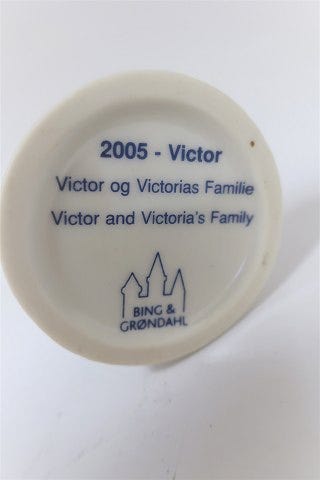 2005 - Victor
Victor og Victorias Familie
Victor and Victoria's Family
BING &
GRØNDAHL